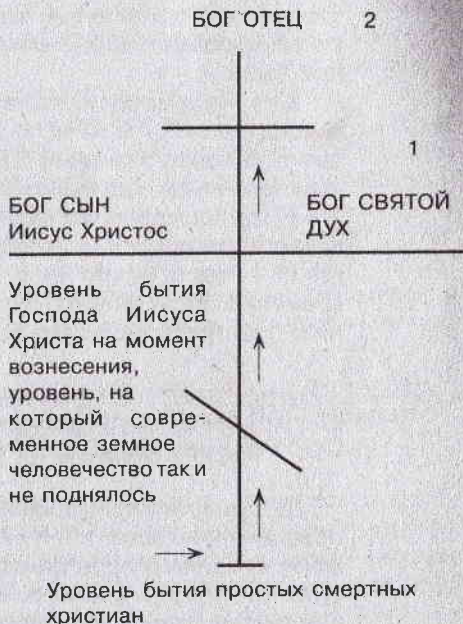 БОГ ОТЕЦ 2
1
БОГ СЫН
Иисус Христос
БОГ СВЯТОЙ
ДУХ
Уровень бытия
Господа Иисуса
Христа на момент
вознесения,
уровень, на
который совре-
менное земное
человечество так и
не поднялось
Уровень бытия простых смертных
христиан